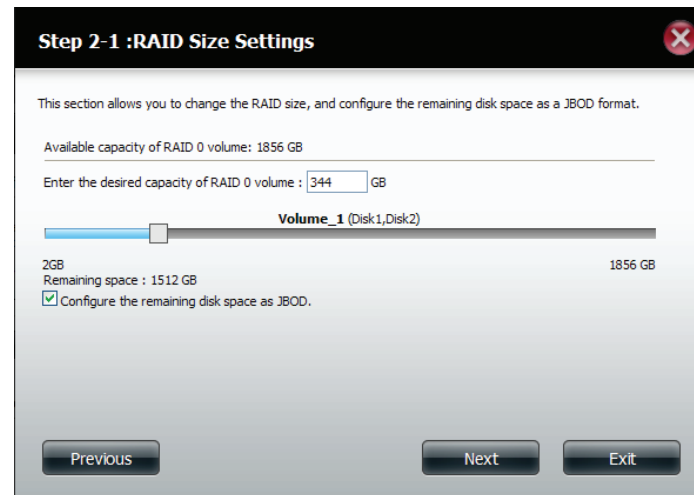 Step 2-1 :RAID Size Settings
This section allows you to change the RAID size, and configure the remaining disk space as a JBOD format.
Available capacity of RAID 0 volume: 1856 GB
Enter the desired capacity of RAID 0 volume : 344 GB
Volume_1 (Disk1,Disk2)
2GB 1856 GB
Remaining space : 1512 GB
Configure the remaining disk space as JBOD.
Previous Next Exit